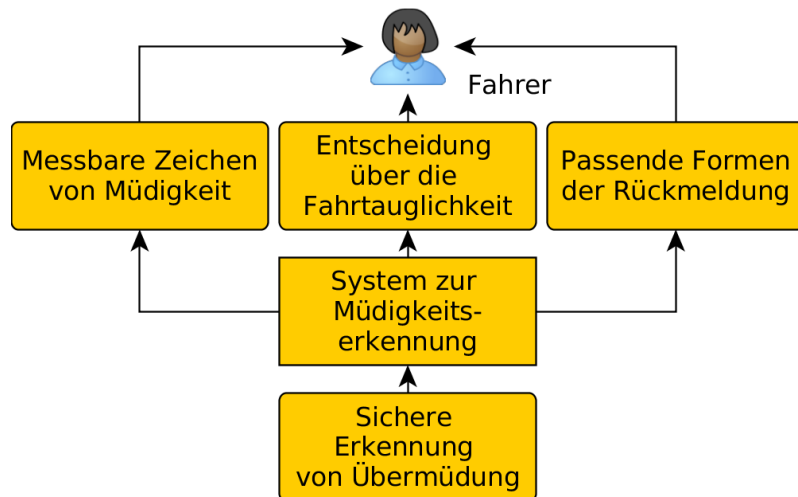 Fahrer
Messbare Zeichen
von Müdigkeit
Entscheidung
über die
Fahrtauglichkeit
Passende Formen
der Rückmeldung
System zur
Müdigkeits-
erkennung
Sichere
Erkennung
von Übermüdung